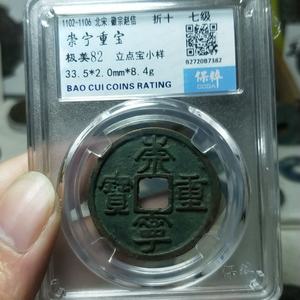 1102-1106 北宋·徽宗赵佶
折十 七级
崇宁重宝
极美82 立点宝小样
33.5*2.0mm*8.4g
BAO CUI COINS RATING
8272087382
保粹
崇
寶 重
寧